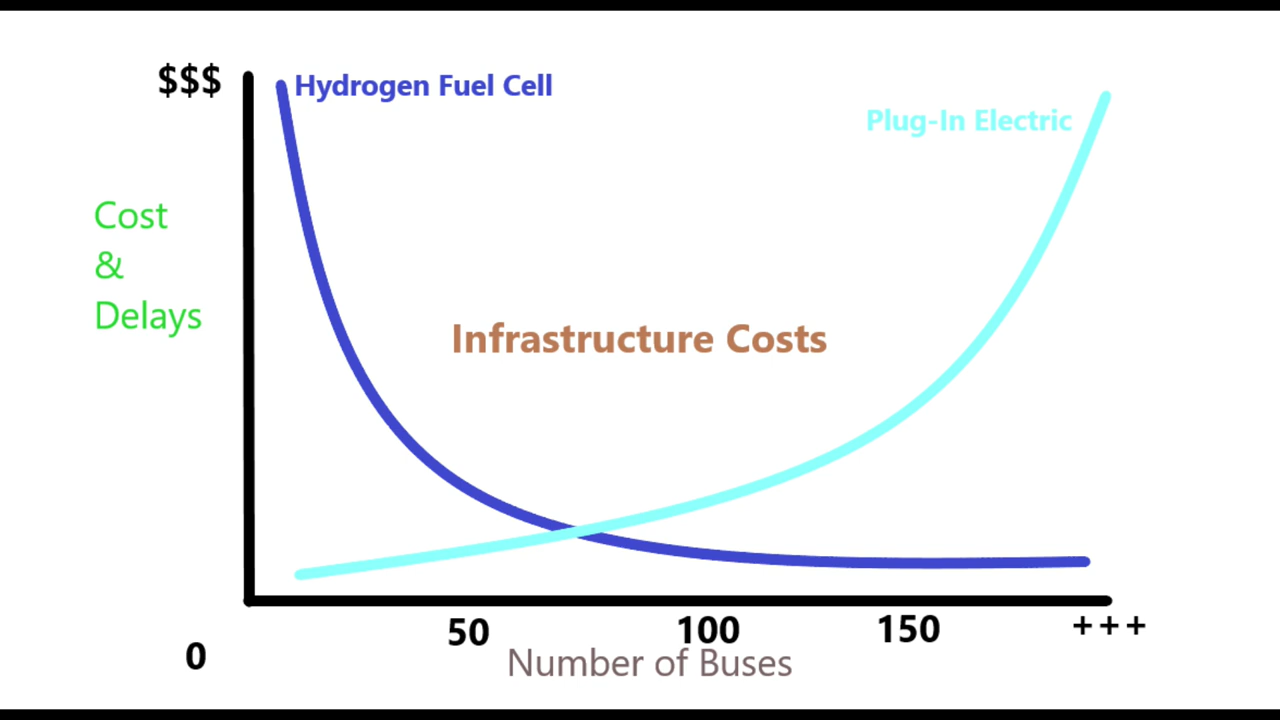 $$$
Hydrogen Fuel Cell
Plug-In Electric
Cost
&
Delays
Infrastructure Costs
50
100
150
+++
0
Number of Buses